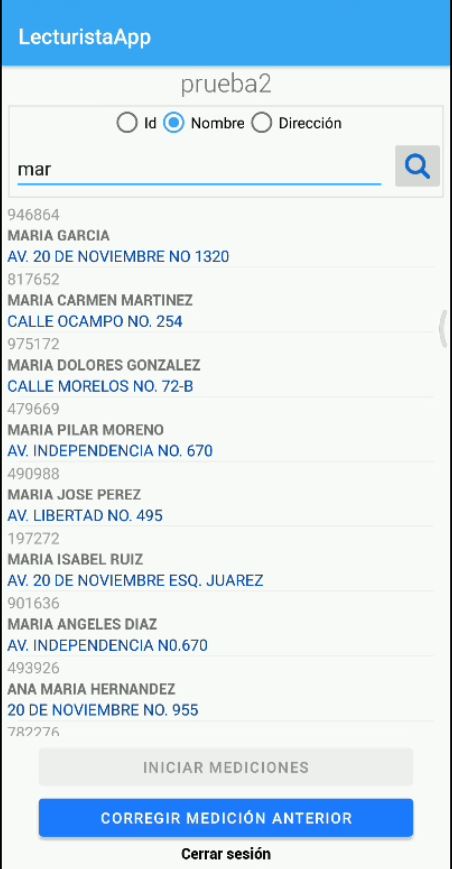 LecturistaApp
prueba2
Id Nombre Dirección
mar
946864
MARIA GARCIA
AV. 20 DE NOVIEMBRE NO 1320
817652
MARIA CARMEN MARTINEZ
CALLE OCAMPO NO. 254
975172
MARIA DOLORES GONZALEZ
CALLE MORELOS NO. 72-B
479669
MARIA PILAR MORENO
AV. INDEPENDENCIA NO. 670
490988
MARIA JOSE PEREZ
AV. LIBERTAD NO. 495
197272
MARIA ISABEL RUIZ
AV. 20 DE NOVIEMBRE ESQ. JUAREZ
901636
MARIA ANGELES DIAZ
AV. INDEPENDENCIA N0.670
493926
ANA MARIA HERNANDEZ
20 DE NOVIEMBRE NO. 955
782276
INICIAR MEDICIONES
CORREGIR MEDICIÓN ANTERIOR
Cerrar sesión